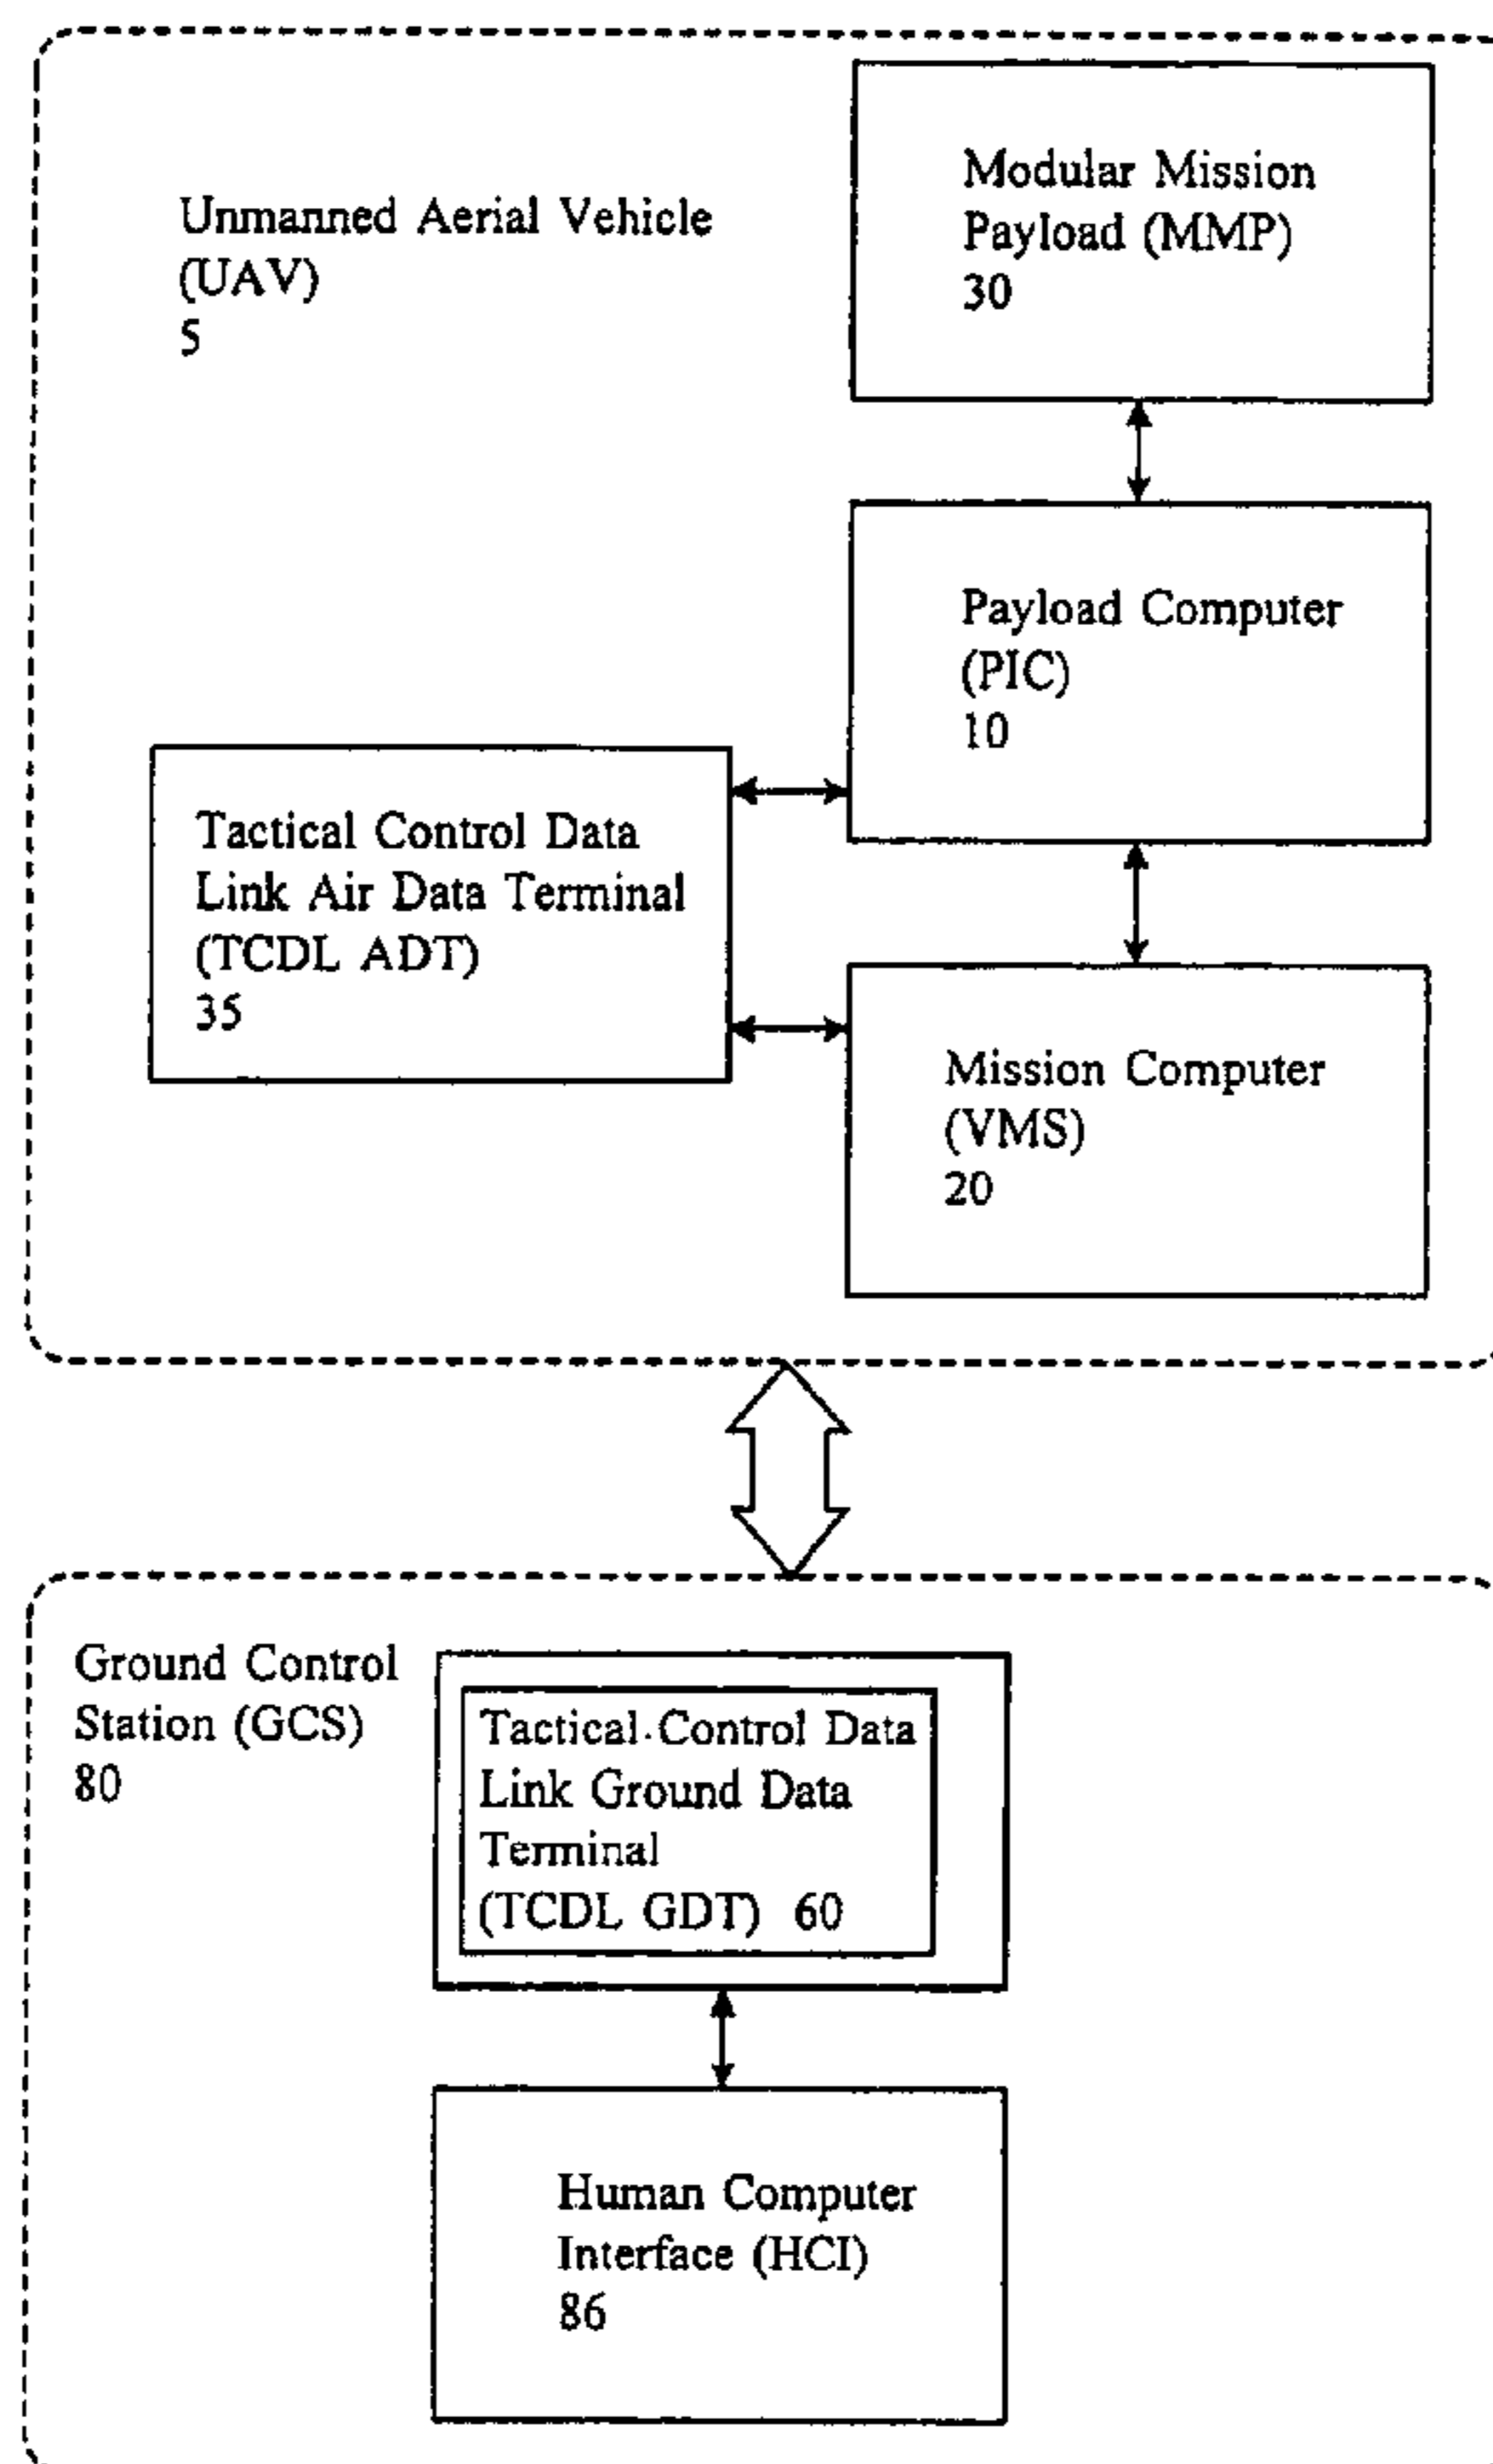 Unmanned Aerial Vehicle
(UAV)
5
Modular Mission
Payload (MMP)
30
Payload Computer
(PIC)
10
Tactical Control Data
Link Air Data Terminal
(TCDL ADT)
35
Mission Computer
(VMS)
20
Ground Control
Station (GCS)
80
Tactical Control Data
Link Ground Data
Terminal
(TCDL GDT) 60
Human Computer
Interface (HCI)
86